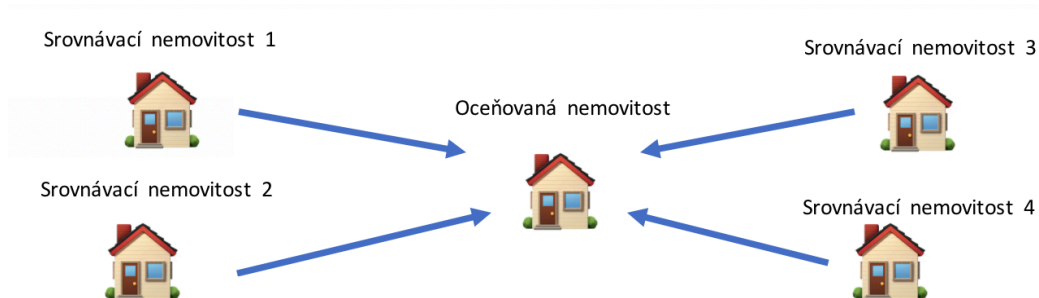 Srovnávací nemovitost 1
Srovnávací nemovitost 3
Oceňovaná nemovitost
Srovnávací nemovitost 2
Srovnávací nemovitost 4